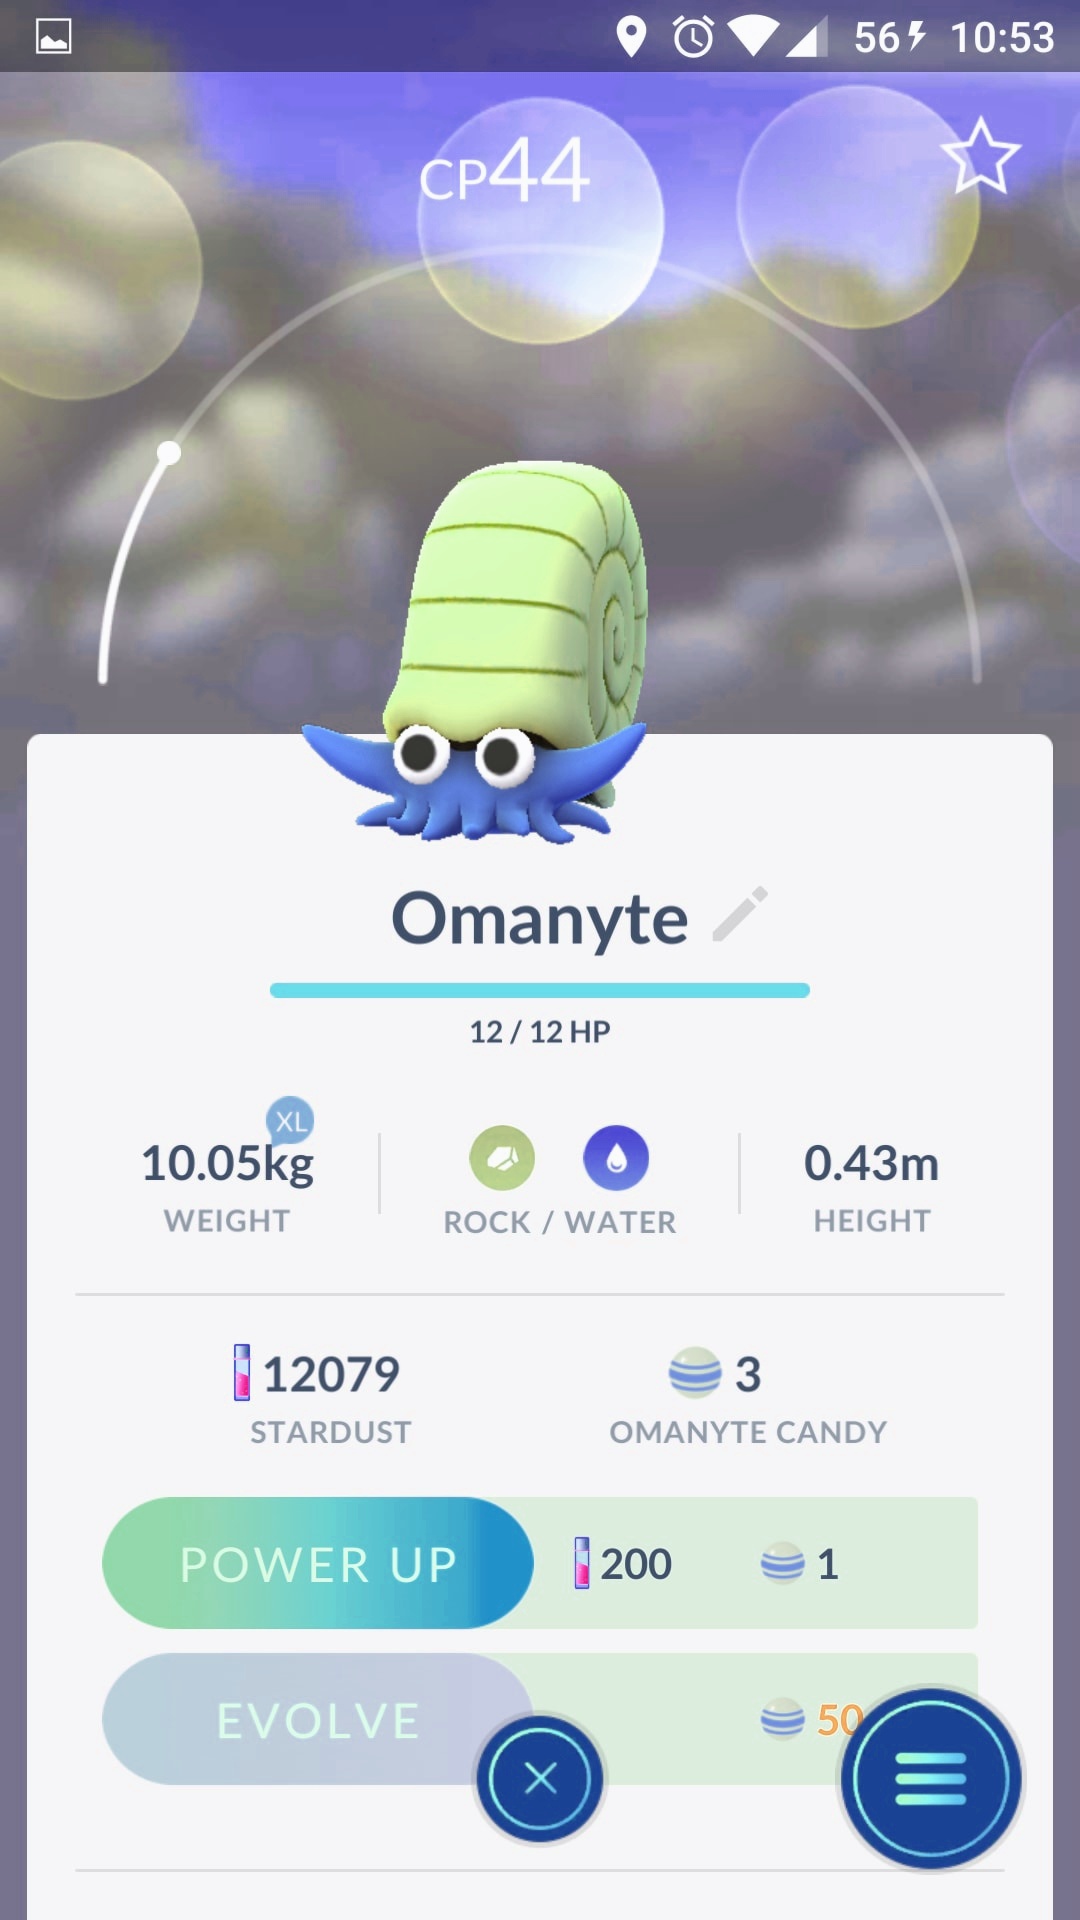 56 10:53
CP44
Omanyte
12 / 12 HP
XL
10.05kg 0.43m
WEIGHT ROCK / WATER HEIGHT
12079 3
STARDUST OMANYTE CANDY
POWER UP 200 1
EVOLVE 50